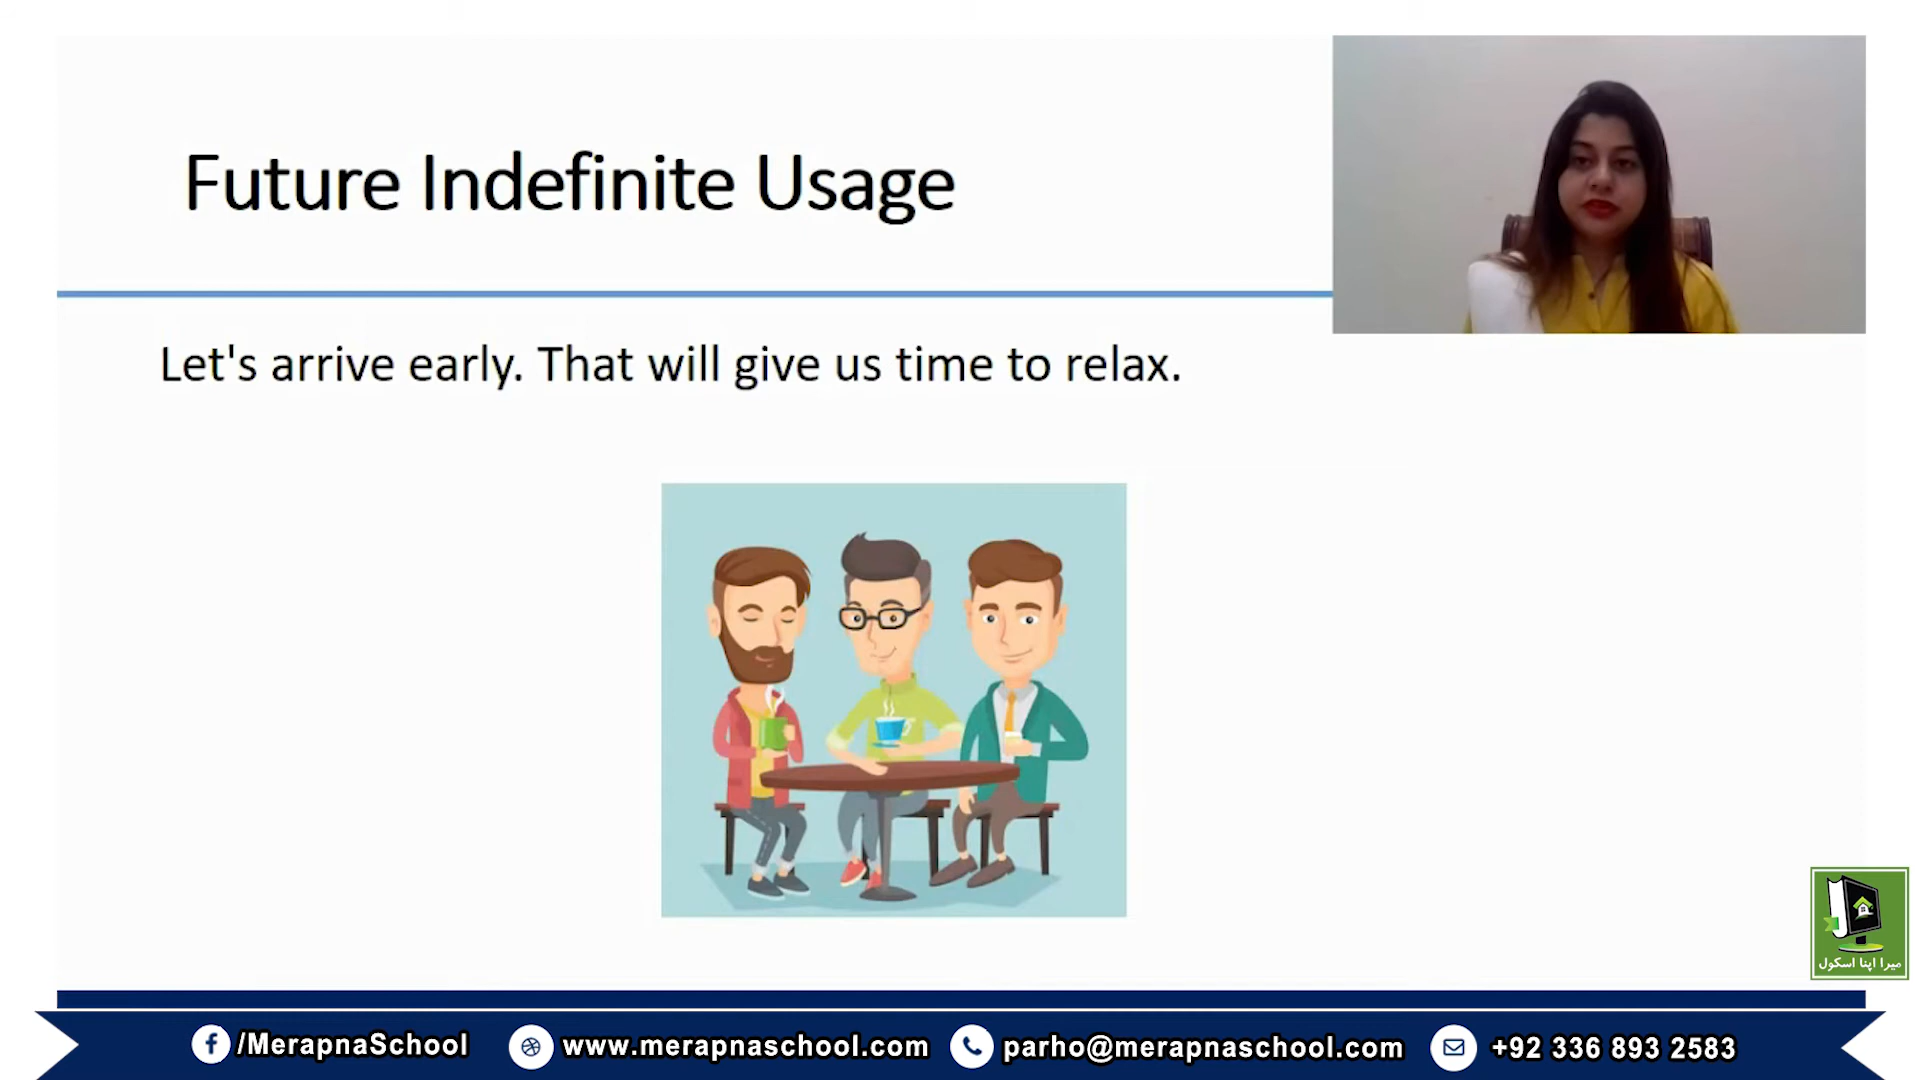 Future Indefinite Usage
Let's arrive early. That will give us time to relax.
میرا اپنا اسکول
/MerapnaSchool
www.merapnaschool.com
parho@merapnaschool.com
+92 336 893 2583